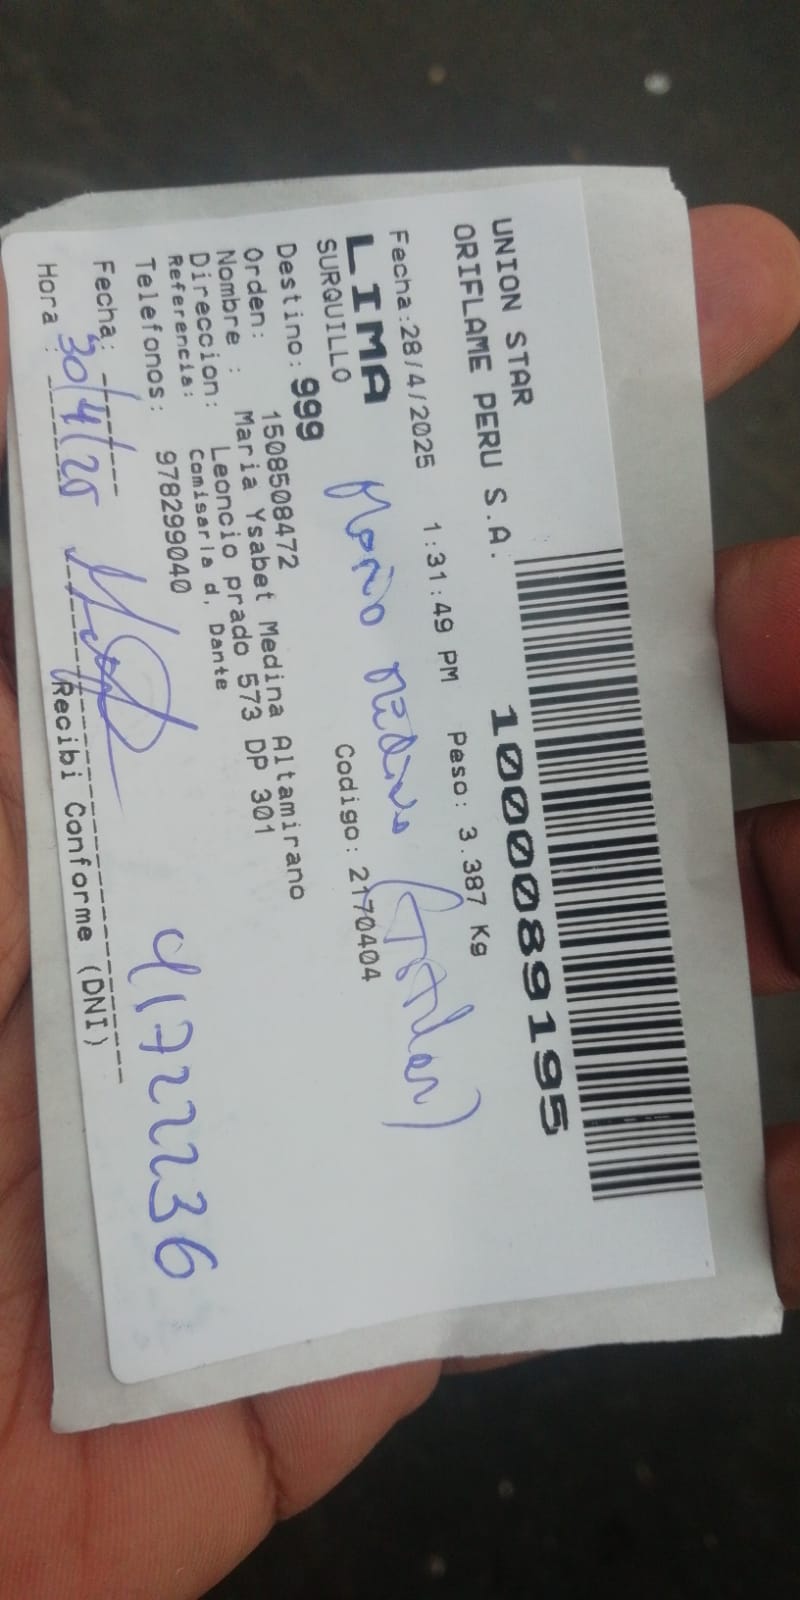 UNION STAR
ORIFLAME PERU S.A.
1000089195
Fecha:28/4/2025 1:31:49 PM Peso: 3.387 Kg
LIMA
SURQUILLO
Codigo: 2170404
Destino: 999
Orden: 1508508472
Nombre : Maria Ysabet Medina Altamirano
Direccion: Leoncio prado 573 DP 301
Referencia: Comisaria d. Dante
Telefonos: 978299040
41722236
Fecha: 30/4/25
Hora :
Recibi Conforme (DNI)